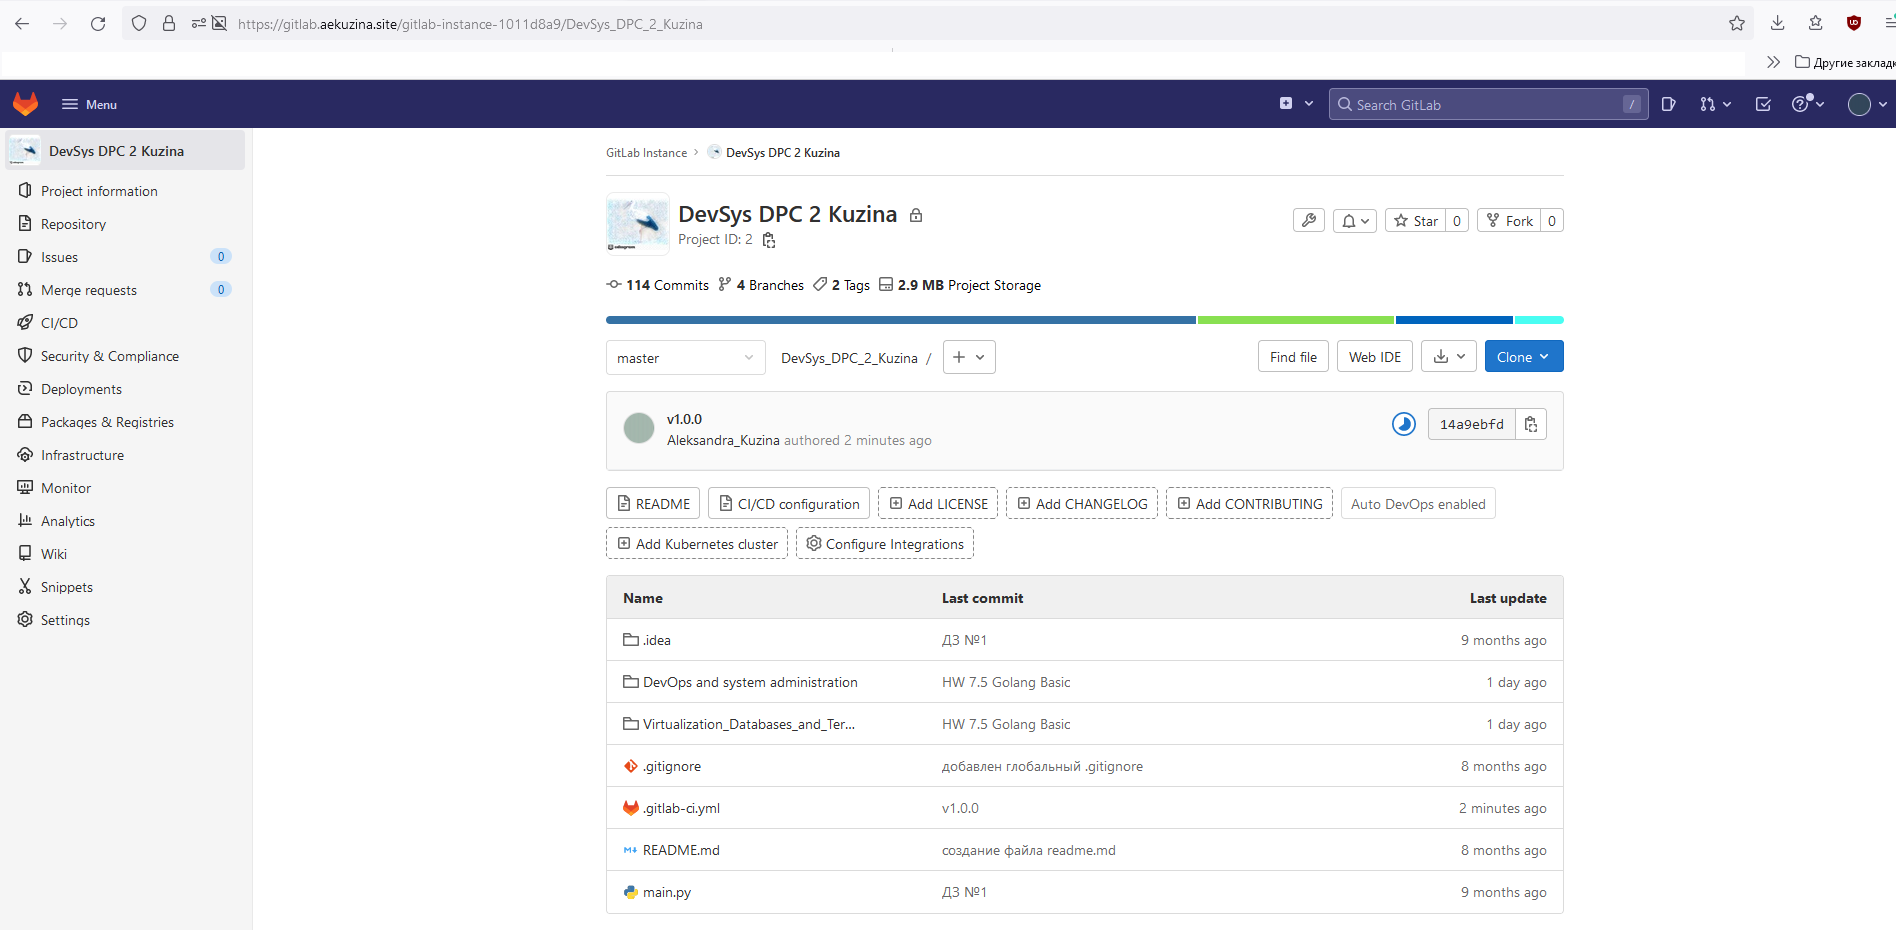 https://gitlab.aekuzina.site/gitlab-instance-1011d8a9/DevSys_DPC_2_Kuzina
Другие заклад
Menu
Search GitLab
/
DevSys DPC 2 Kuzina
Project information
Repository
Issues 0
Merge requests 0
CI/CD
Security & Compliance
Deployments
Packages & Registries
Infrastructure
Monitor
Analytics
Wiki
Snippets
Settings
GitLab Instance > DevSys DPC 2 Kuzina
DevSys DPC 2 Kuzina
Project ID: 2
Star 0 Fork 0
114 Commits 4 Branches 2 Tags 2.9 MB Project Storage
master DevSys_DPC_2_Kuzina / + Find file Web IDE Clone
v1.0.0
Aleksandra_Kuzina authored 2 minutes ago
14a9ebfd
README CI/CD configuration Add LICENSE Add CHANGELOG Add CONTRIBUTING Auto DevOps enabled
Add Kubernetes cluster Configure Integrations
Name Last commit Last update
.idea ДЗ №1 9 months ago
DevOps and system administration HW 7.5 Golang Basic 1 day ago
Virtualization_Databases_and_Ter... HW 7.5 Golang Basic 1 day ago
.gitignore добавлен глобальный .gitignore 8 months ago
.gitlab-ci.yml v1.0.0 2 minutes ago
README.md создание файла readme.md 8 months ago
main.py ДЗ №1 9 months ago